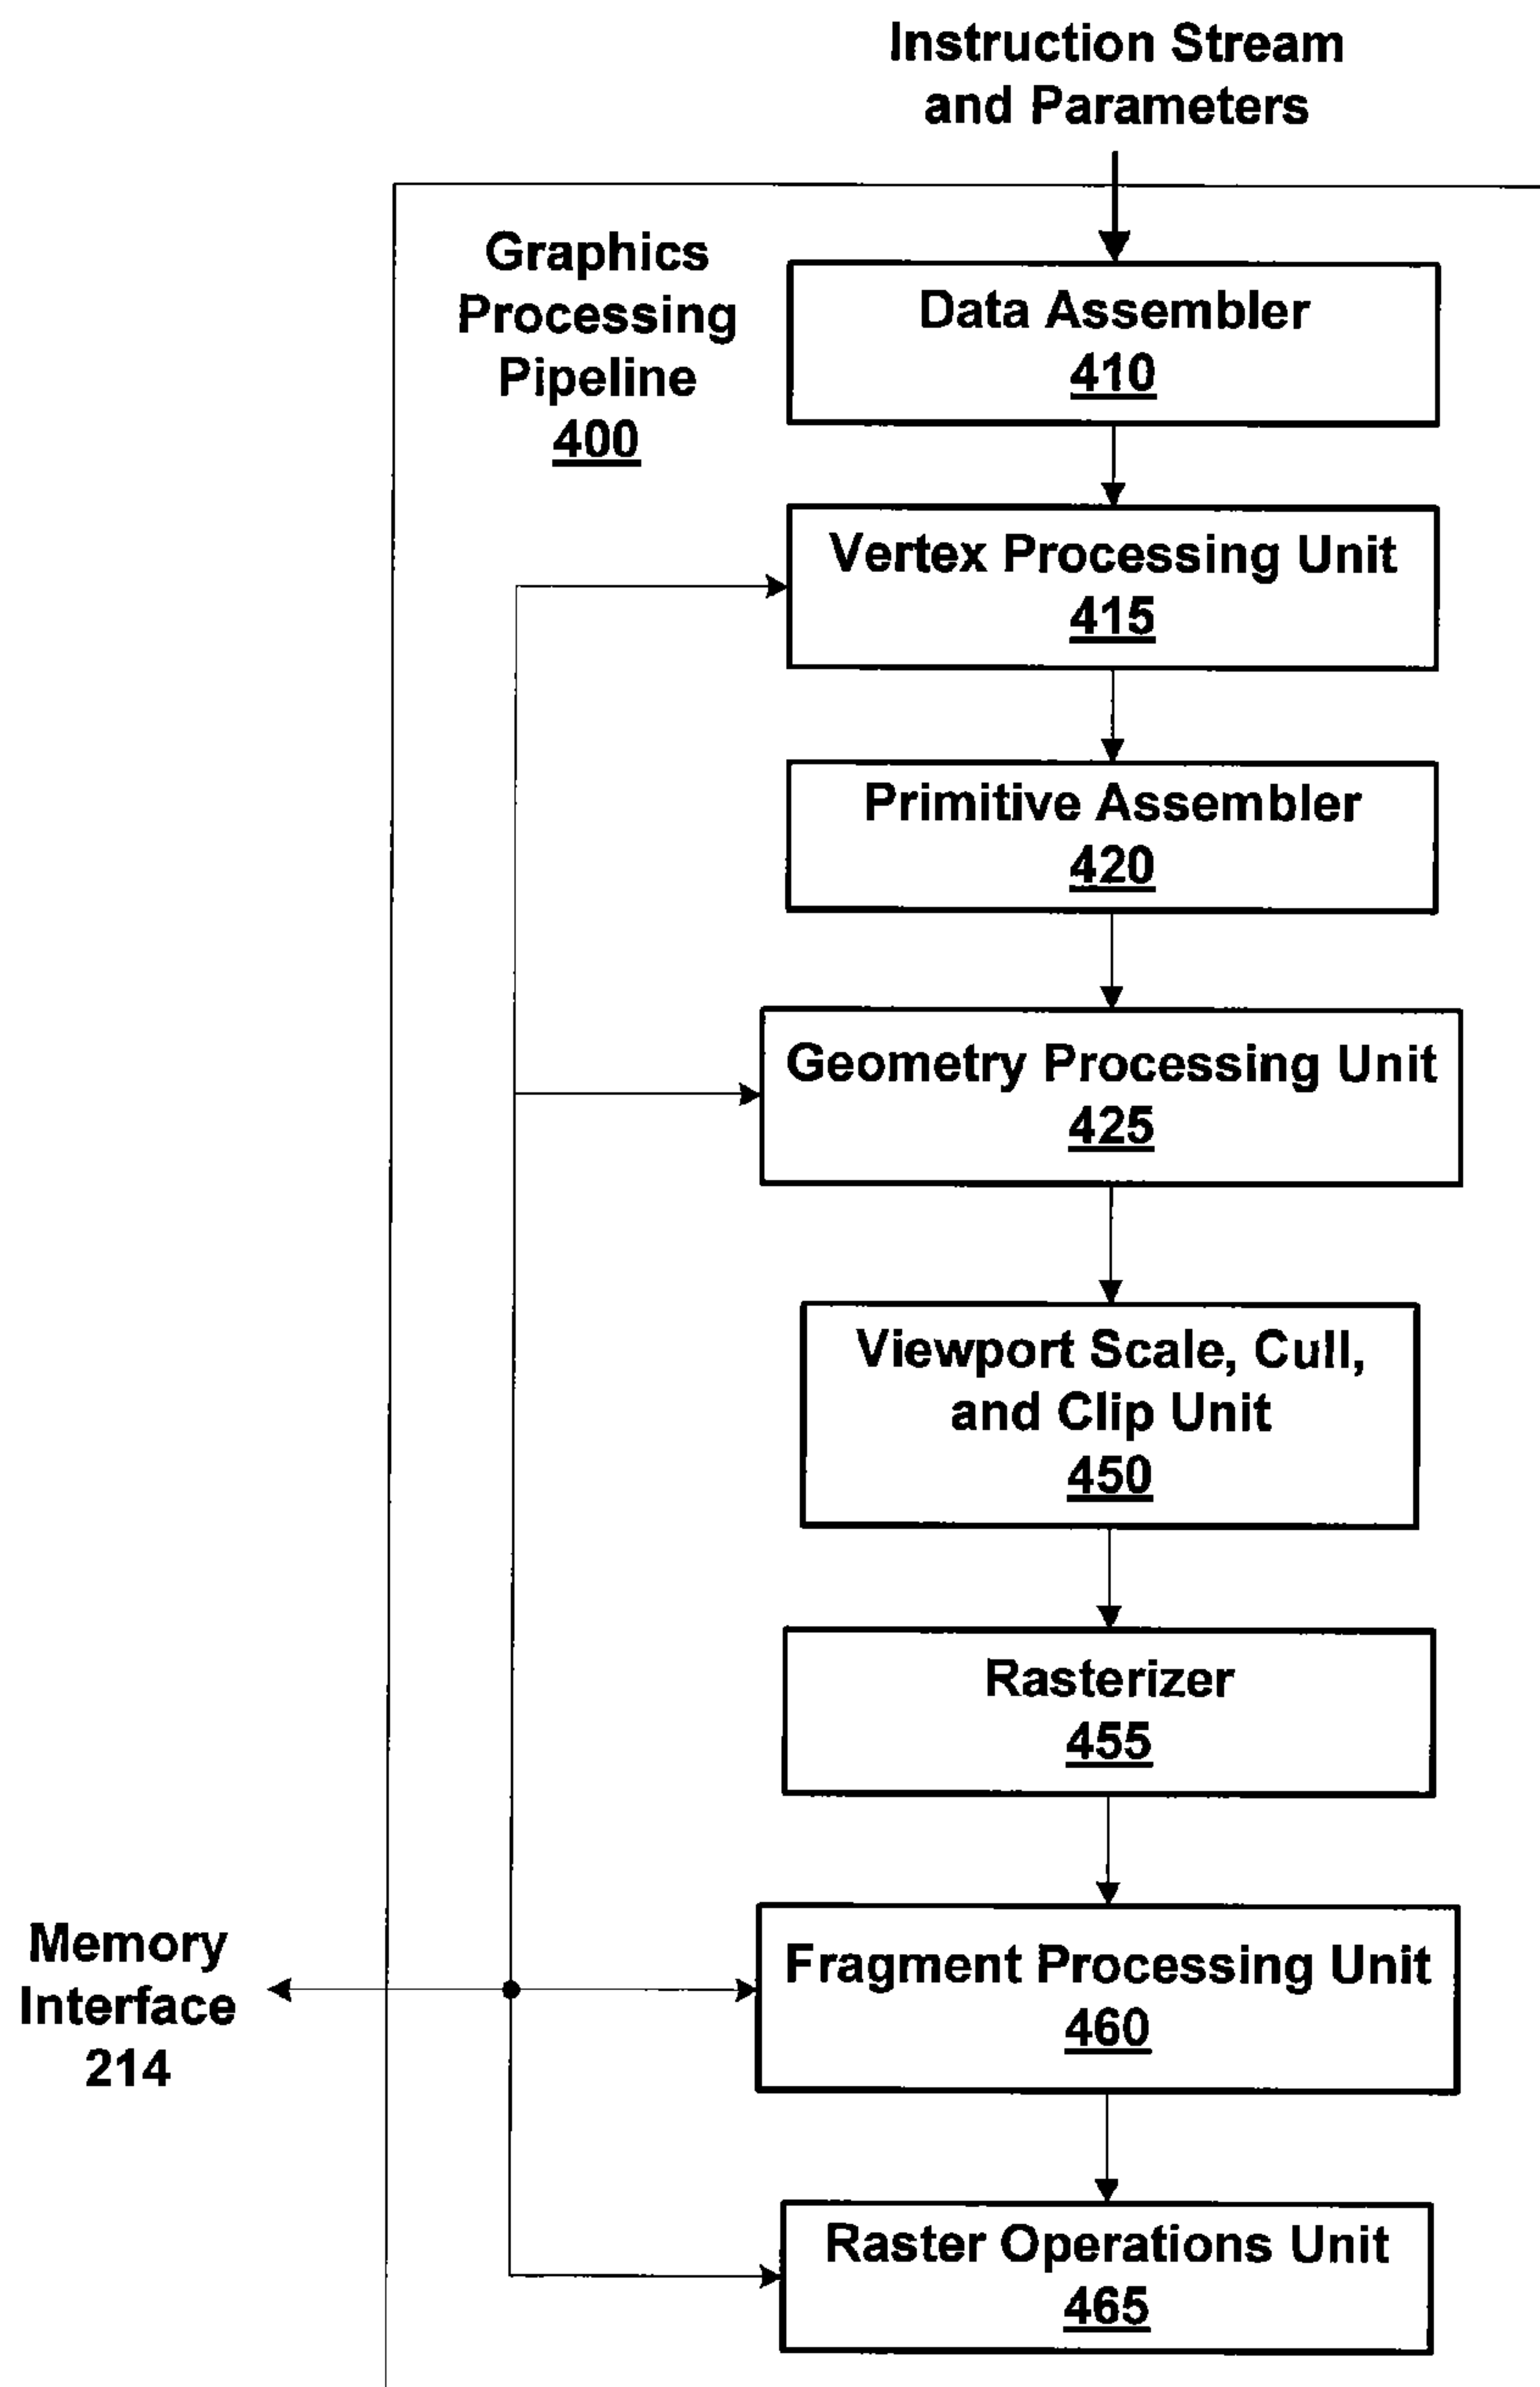 Instruction Stream
and Parameters
Graphics
Processing
Pipeline
400
Data Assembler
410
Vertex Processing Unit
415
Primitive Assembler
420
Geometry Processing Unit
425
Viewport Scale, Cull,
and Clip Unit
450
Rasterizer
455
Memory
Interface
214
Fragment Processing Unit
460
Raster Operations Unit
465